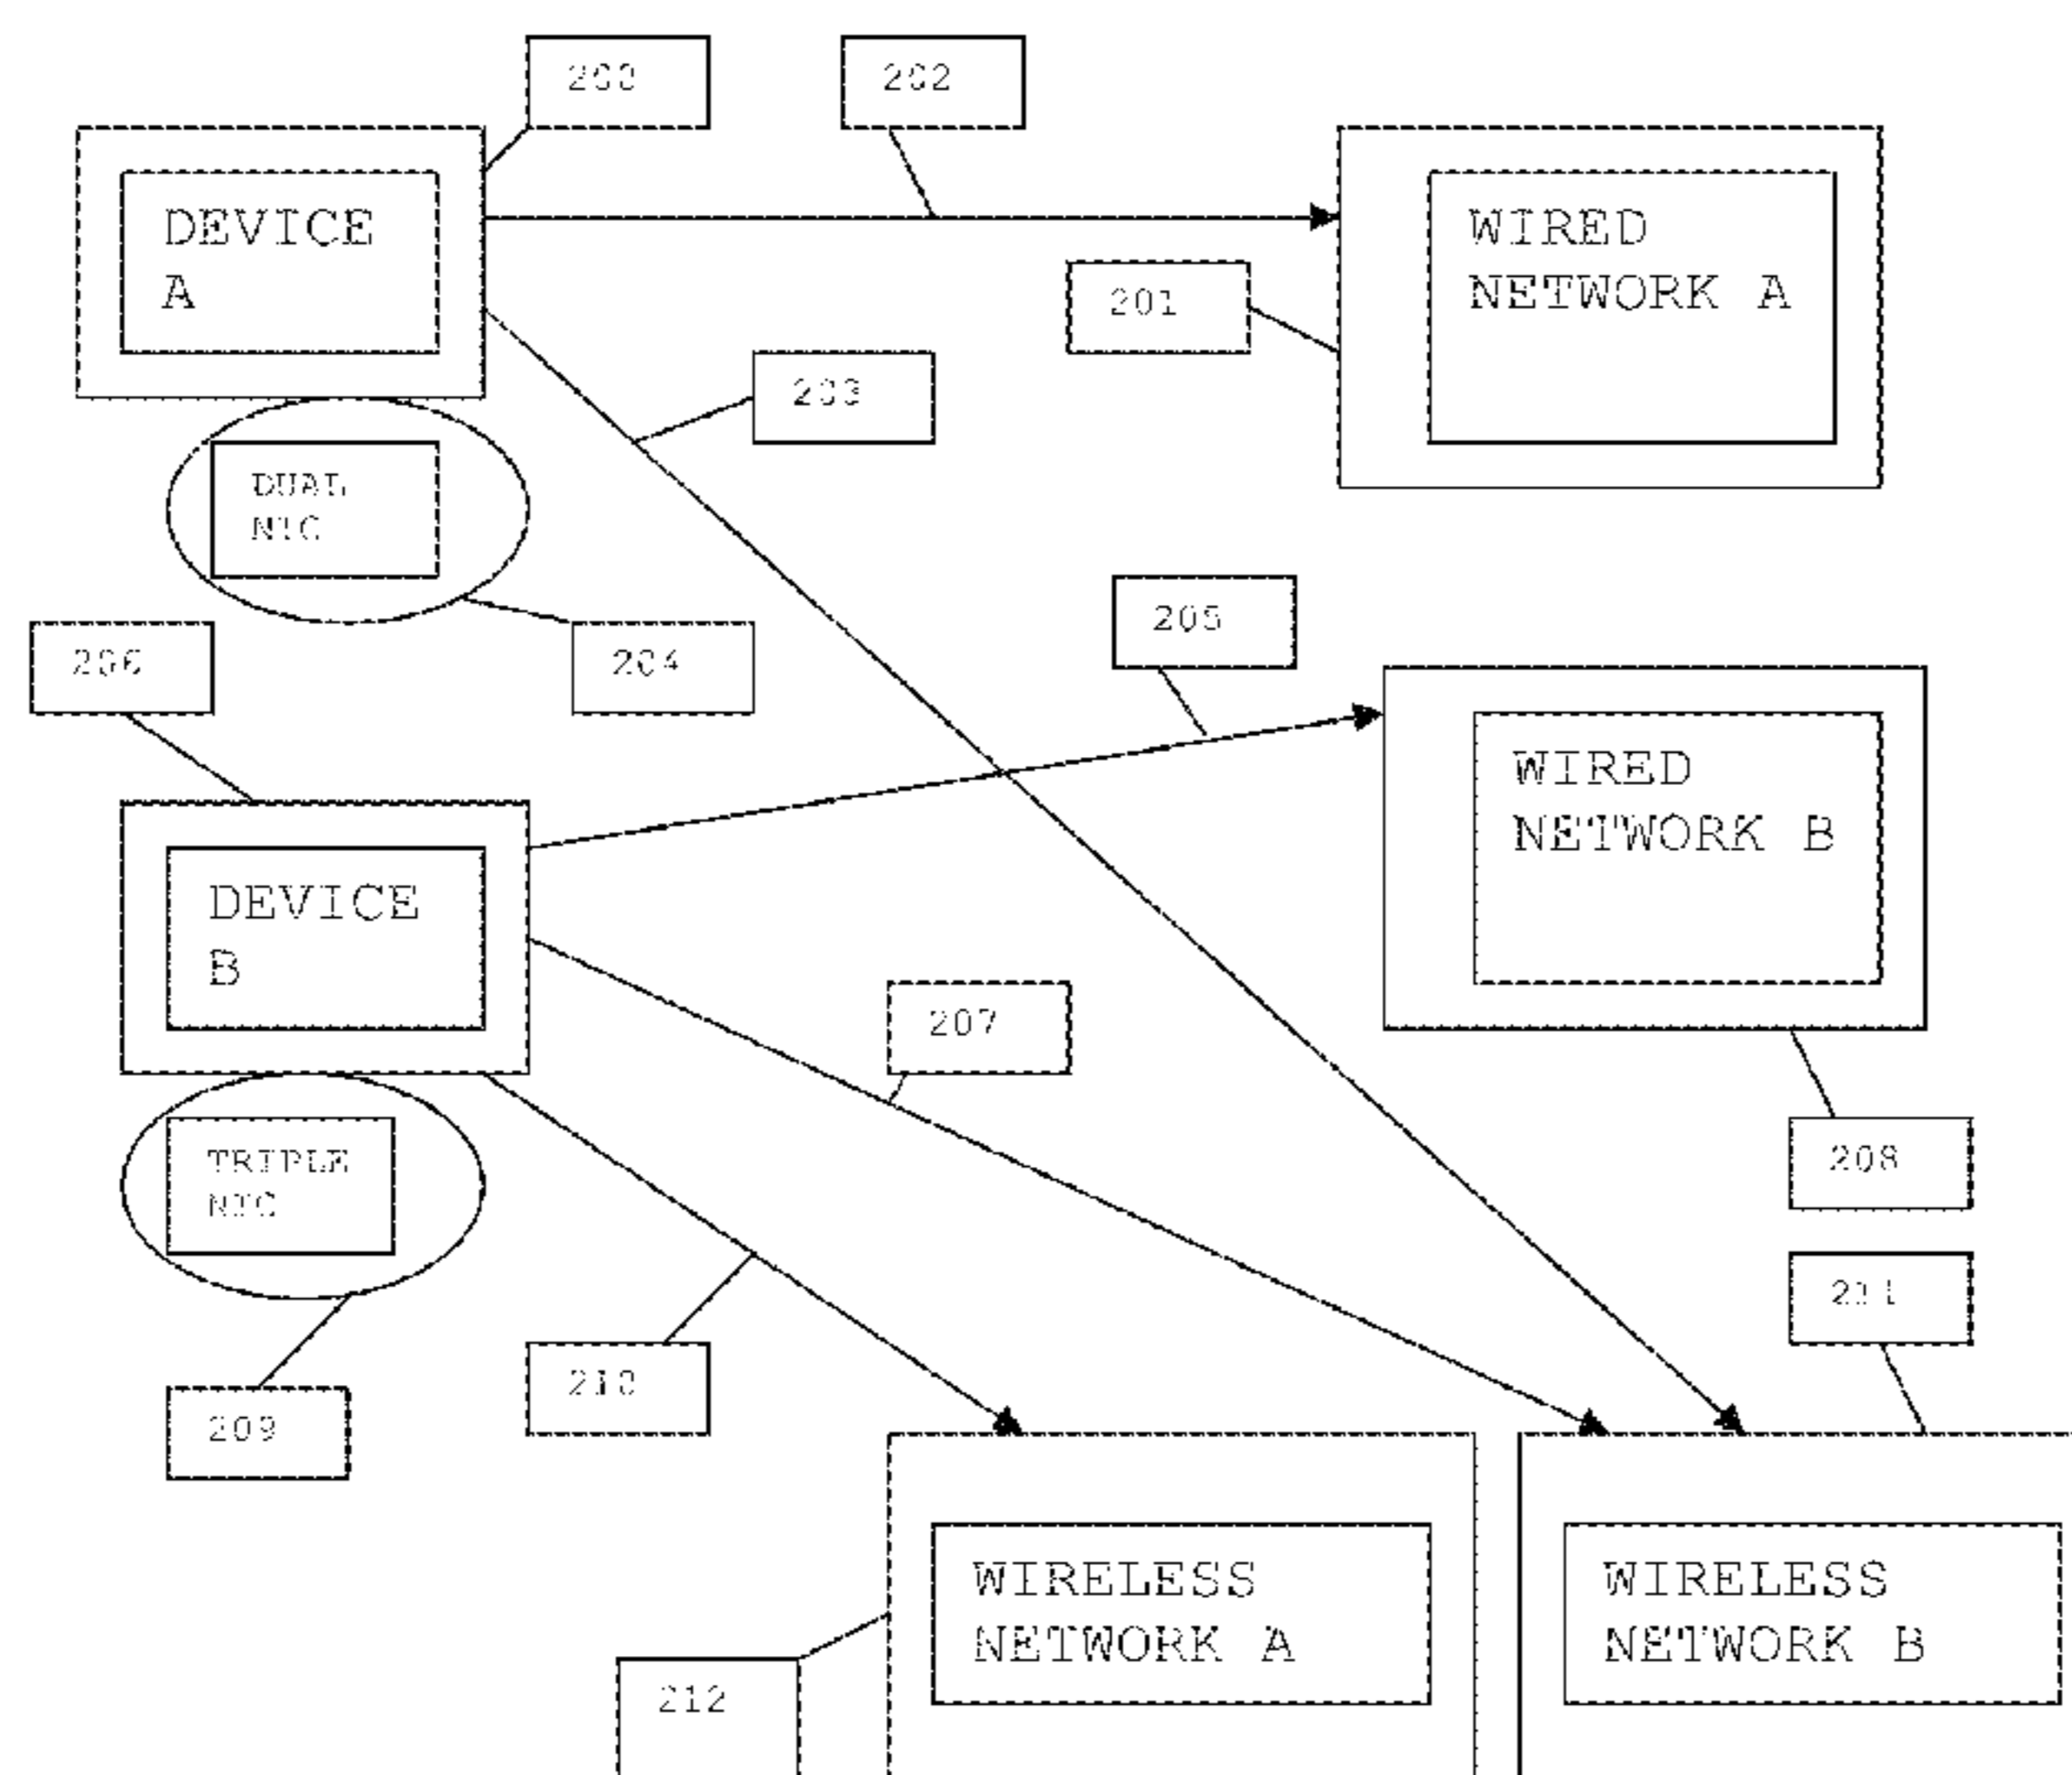 200
202
DEVICE
A
WIRED
NETWORK A
201
203
DUAL
NIC
205
206
204
WIRED
NETWORK B
DEVICE
B
207
TRIPLE
NIC
208
211
210
209
WIRELESS
NETWORK A
WIRELESS
NETWORK B
212